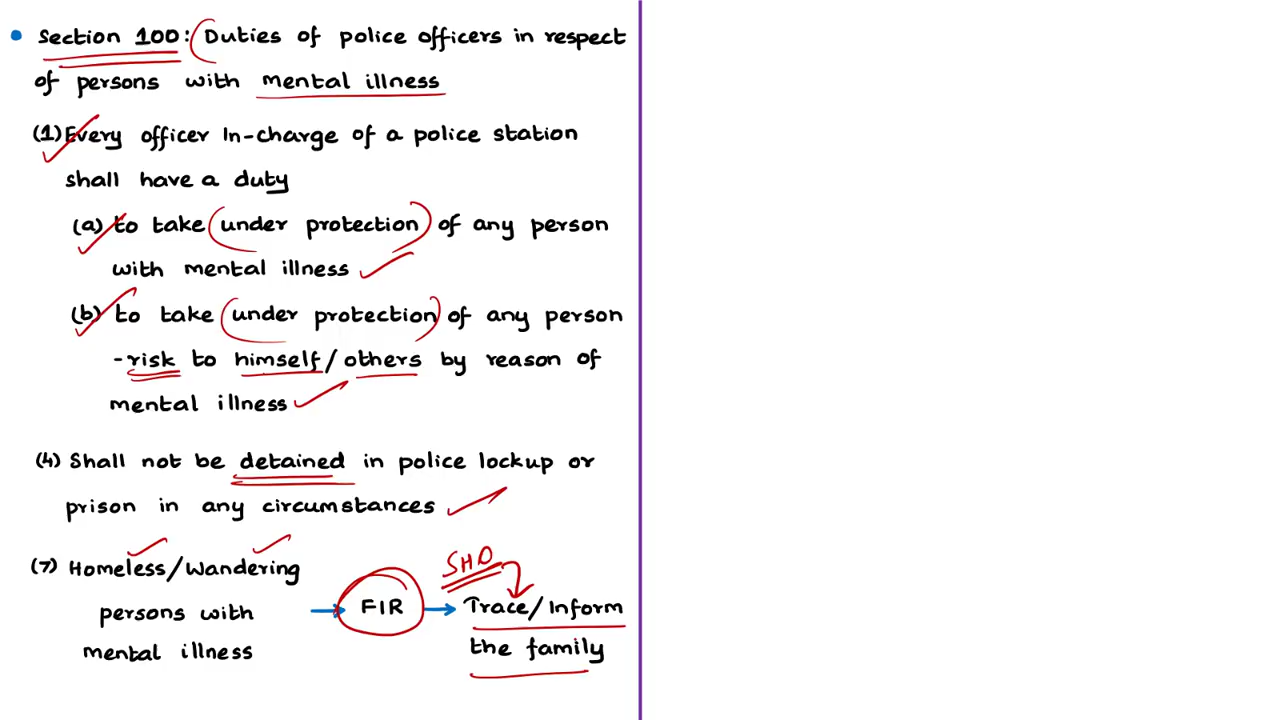 Section 100: Duties of police officers in respect
of persons with mental illness
(1) Every officer In-charge of a police station
shall have a duty
(a) to take under protection of any person
with mental illness
(b) to take under protection of any person
-risk to himself/others by reason of
mental illness
(4) Shall not be detained in police lockup or
prison in any circumstances
(7) Homeless/Wandering
persons with
mental illness
FIR
SHO
Trace/Inform
the family